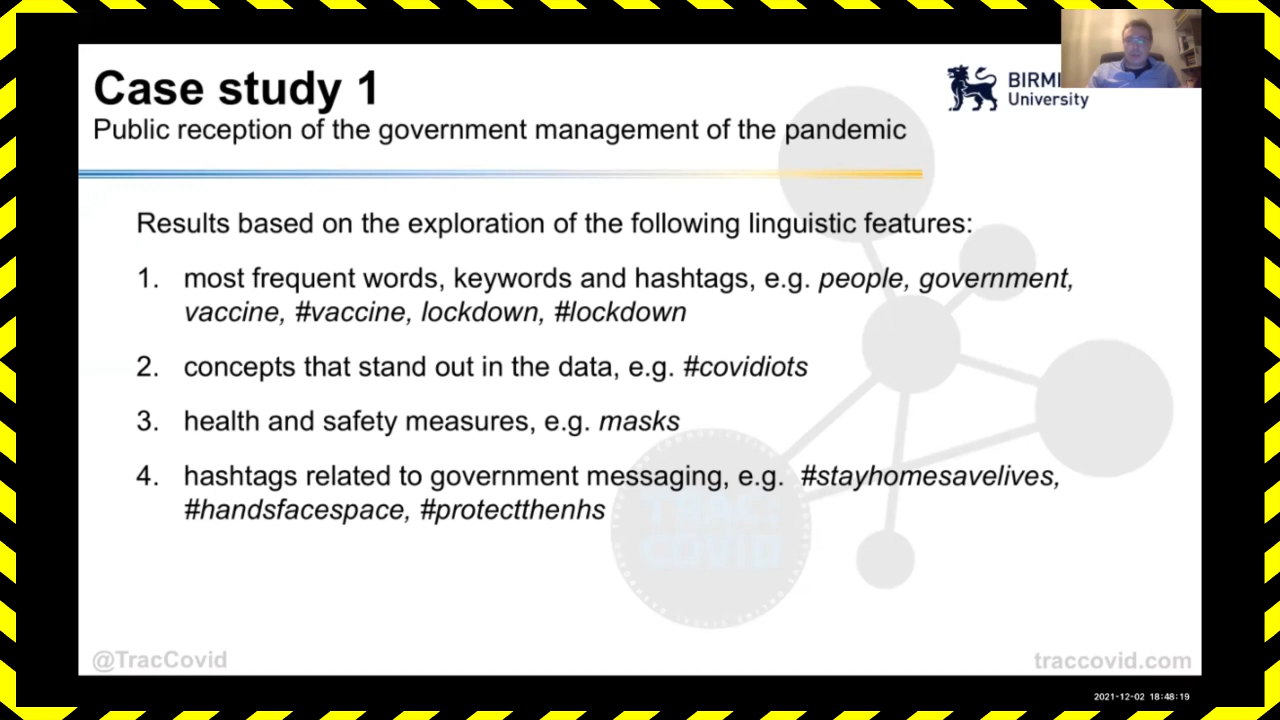 Case study 1
Public reception of the government management of the pandemic
BIRM
University
Results based on the exploration of the following linguistic features:
1. most frequent words, keywords and hashtags, e.g. people, government,
vaccine, #vaccine, lockdown, #lockdown
2. concepts that stand out in the data, e.g. #covidiots
3. health and safety measures, e.g. masks
4. hashtags related to government messaging, e.g. #stayhomesavelives,
#handsfacespace, #protectthenhs
TRAC:
COVID
@TracCovid
traccovid.com
2021-12-02 18:48:19